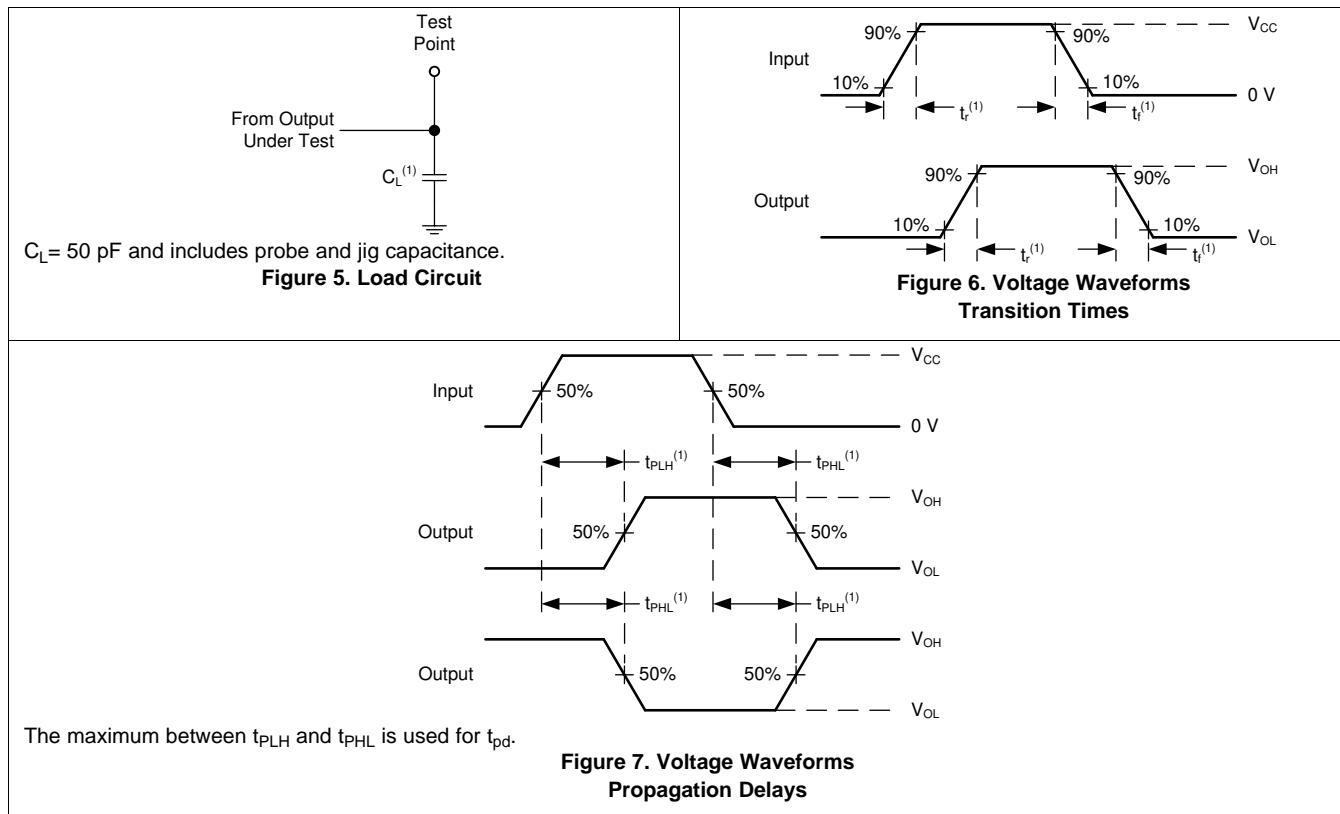 Test
Point
From Output
Under Test
C_L(1)
C_L= 50 pF and includes probe and jig capacitance.
Figure 5. Load Circuit
V_CC
90%
90%
Input
10%
10%
0 V
t_r(1)
t_f(1)
V_OH
90%
90%
Output
10%
10%
V_OL
t_r(1)
t_f(1)
Figure 6. Voltage Waveforms
Transition Times
V_CC
Input
50%
50%
0 V
t_PLH(1)
t_PHL(1)
V_OH
Output
50%
50%
V_OL
t_PHL(1)
t_PLH(1)
V_OH
Output
50%
50%
V_OL
The maximum between t_PLH and t_PHL is used for t_pd.
Figure 7. Voltage Waveforms
Propagation Delays